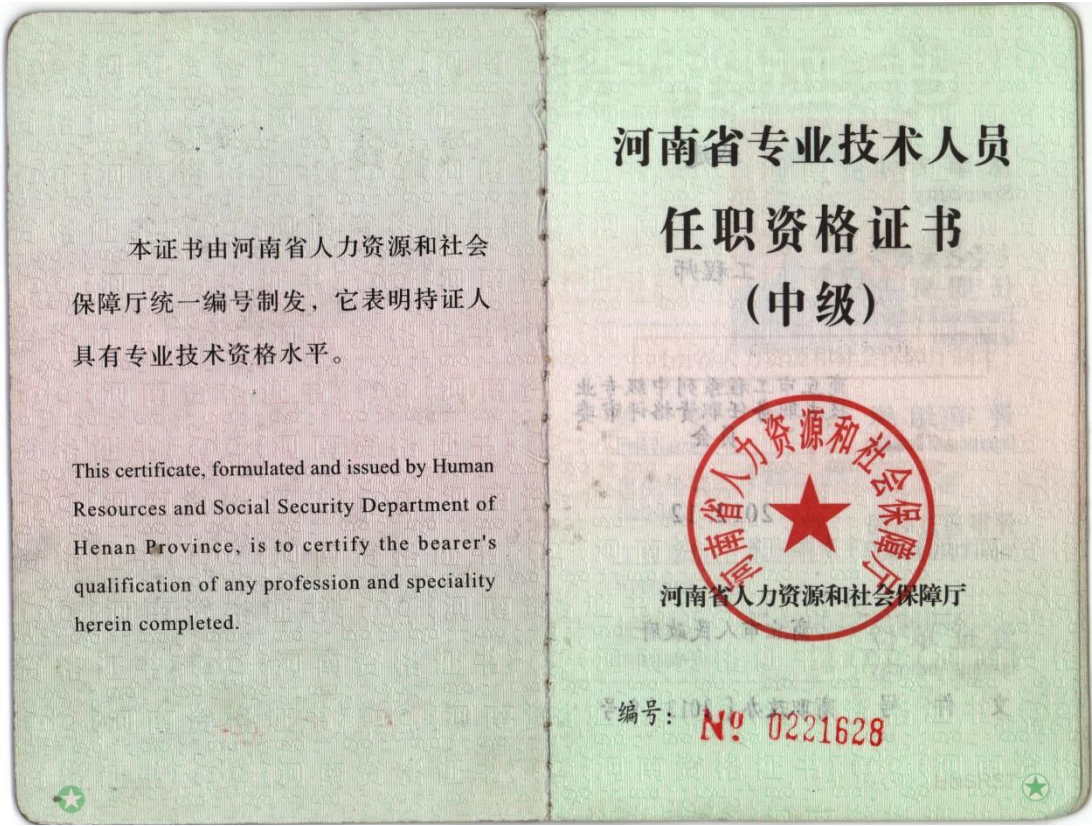 本证书由河南省人力资源和社会
保障厅统一编号制发，它表明持证人
具有专业技术资格水平。
This certificate, formulated and issued by Human
Resources and Social Security Department of
Henan Province, is to certify the bearer's
qualification of any profession and speciality
herein completed.
河南省专业技术人员
任职资格证书
(中级)
河南省人力资源和社会保障厅
河南省人力资源和社会保障厅
编号： № 0221628